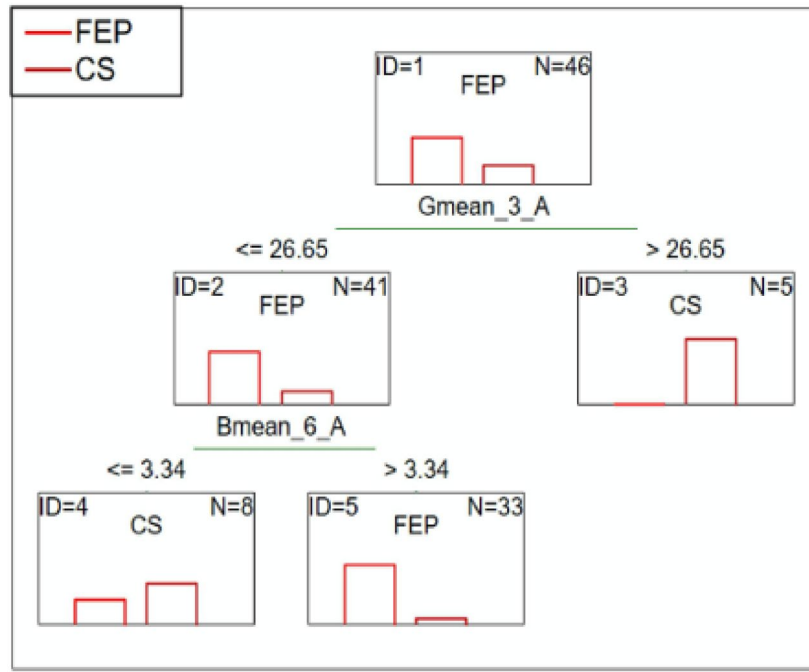 FEP
CS
ID=1 N=46
FEP
Gmean_3_A
<= 26.65 > 26.65
ID=2 N=41
FEP
ID=3 N=5
CS
Bmean_6_A
<= 3.34 > 3.34
ID=4 N=8
CS
ID=5 N=33
FEP